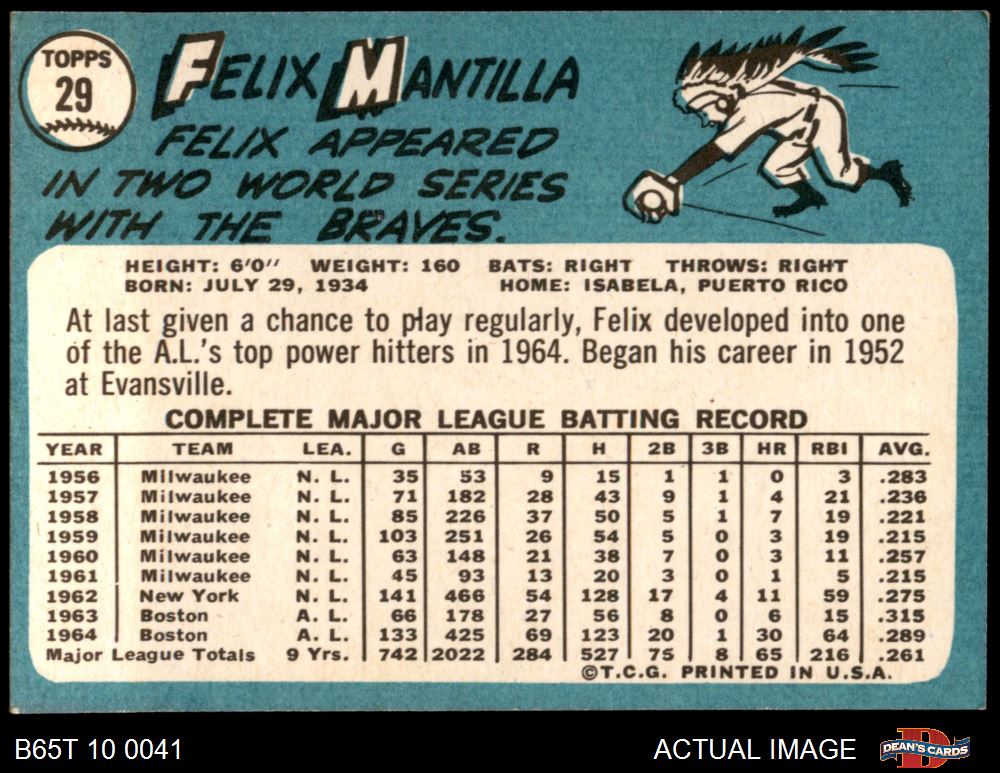 TOPPS
29
FELIX MANTILLA
FELIX APPEARED
IN TWO WORLD SERIES
WITH THE BRAVES.
HEIGHT: 6'0" WEIGHT: 160 BATS: RIGHT THROWS: RIGHT
BORN: JULY 29, 1934 HOME: ISABELA, PUERTO RICO
At last given a chance to play regularly, Felix developed into one
of the A.L.'s top power hitters in 1964. Began his career in 1952
at Evansville.
COMPLETE MAJOR LEAGUE BATTING RECORD
YEAR TEAM LEA. G AB R H 2B 3B HR RBI AVG.
1956 Milwaukee N. L. 35 53 9 15 1 1 0 3 .283
1957 Milwaukee N. L. 71 182 28 43 9 1 4 21 .236
1958 Milwaukee N. L. 85 226 37 50 5 1 7 19 .221
1959 Milwaukee N. L. 103 251 26 54 5 0 3 19 .215
1960 Milwaukee N. L. 63 148 21 38 7 0 3 11 .257
1961 Milwaukee N. L. 45 93 13 20 3 0 1 5 .215
1962 New York N. L. 141 466 54 128 17 4 11 59 .275
1963 Boston A. L. 66 178 27 56 8 0 6 15 .315
1964 Boston A. L. 133 425 69 123 20 1 30 64 .289
Major League Totals 9 Yrs. 742 2022 284 527 75 8 65 216 .261
©T.C.G. PRINTED IN U.S.A.
B65T 10 0041 ACTUAL IMAGE DEAN'S CARDS